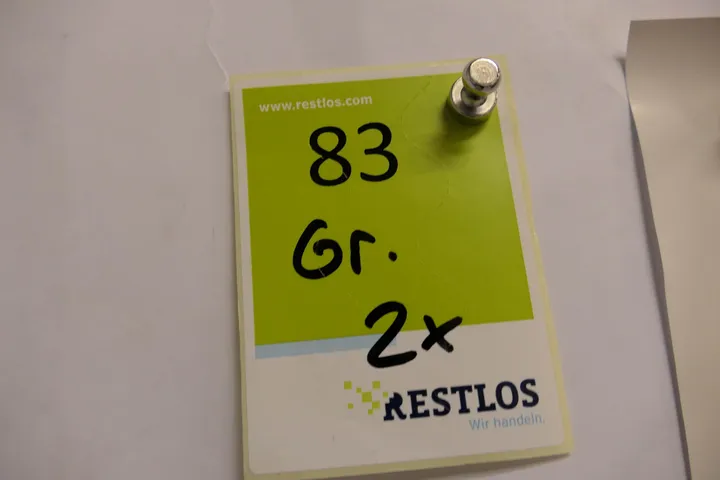 www.restlos.com
83
Gr.
2x
RESTLOS
Wir handeln.